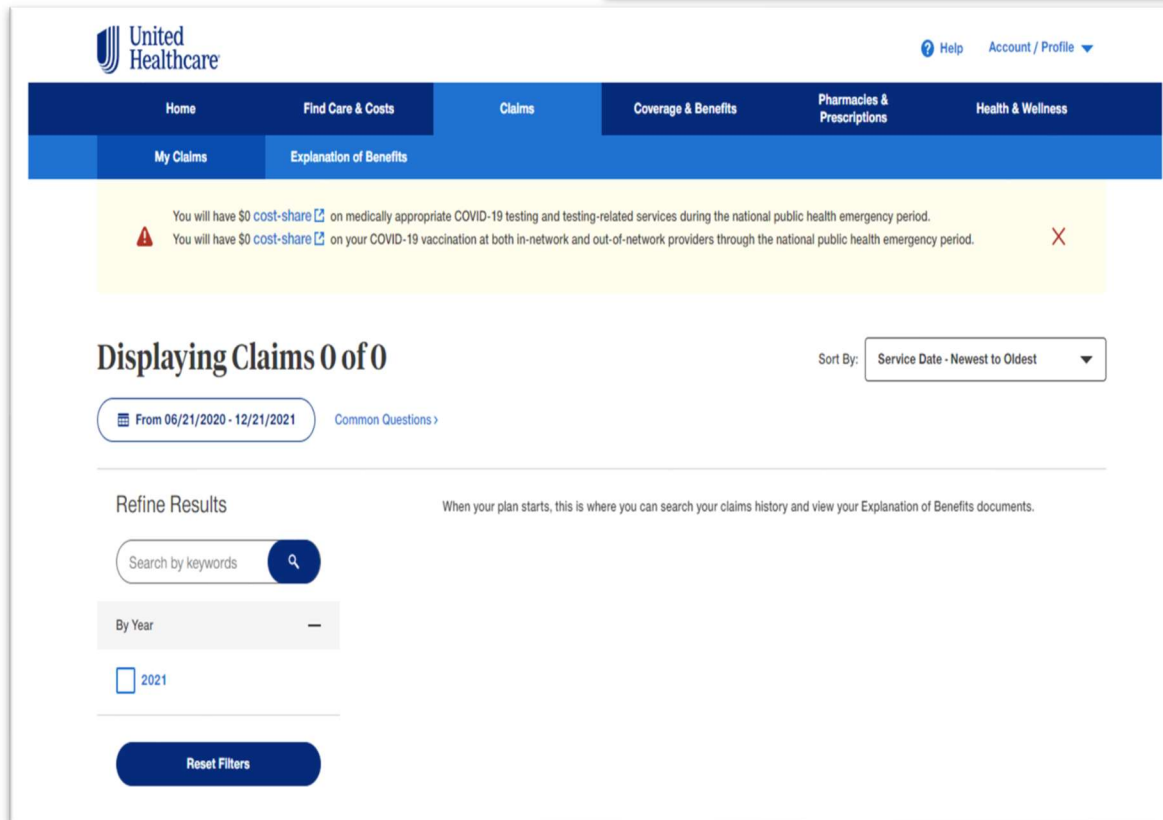 United
Healthcare
Help
Account / Profile
Home
Find Care & Costs
Claims
Coverage & Benefits
Pharmacies &
Prescriptions
Health & Wellness
My Claims
Explanation of Benefits
You will have $0 cost-share on medically appropriate COVID-19 testing and testing-related services during the national public health emergency period.
You will have $0 cost-share on your COVID-19 vaccination at both in-network and out-of-network providers through the national public health emergency period.
Displaying Claims 0 of 0
Sort By:
Service Date - Newest to Oldest
From 06/21/2020 - 12/21/2021
Common Questions >
Refine Results
When your plan starts, this is where you can search your claims history and view your Explanation of Benefits documents.
Search by keywords
By Year
2021
Reset Filters